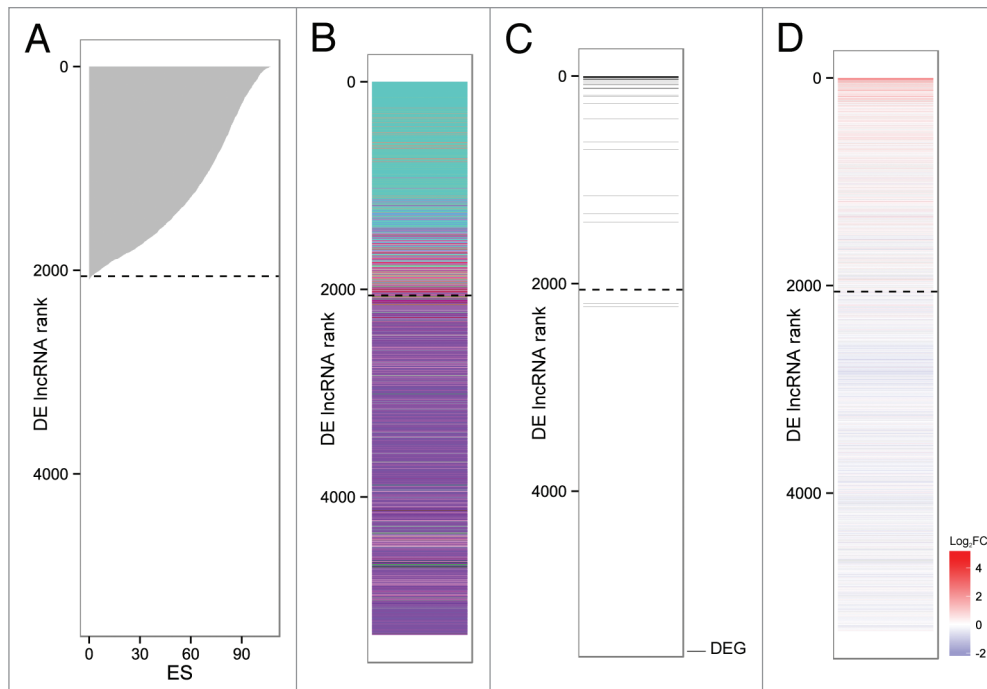 A
0
2000
4000
DE lncRNA rank
0 30 60 90
ES
B
0
2000
4000
DE lncRNA rank
C
0
2000
4000
DE lncRNA rank
DEG
D
0
2000
4000
DE lncRNA rank
Log2FC
4
2
0
-2